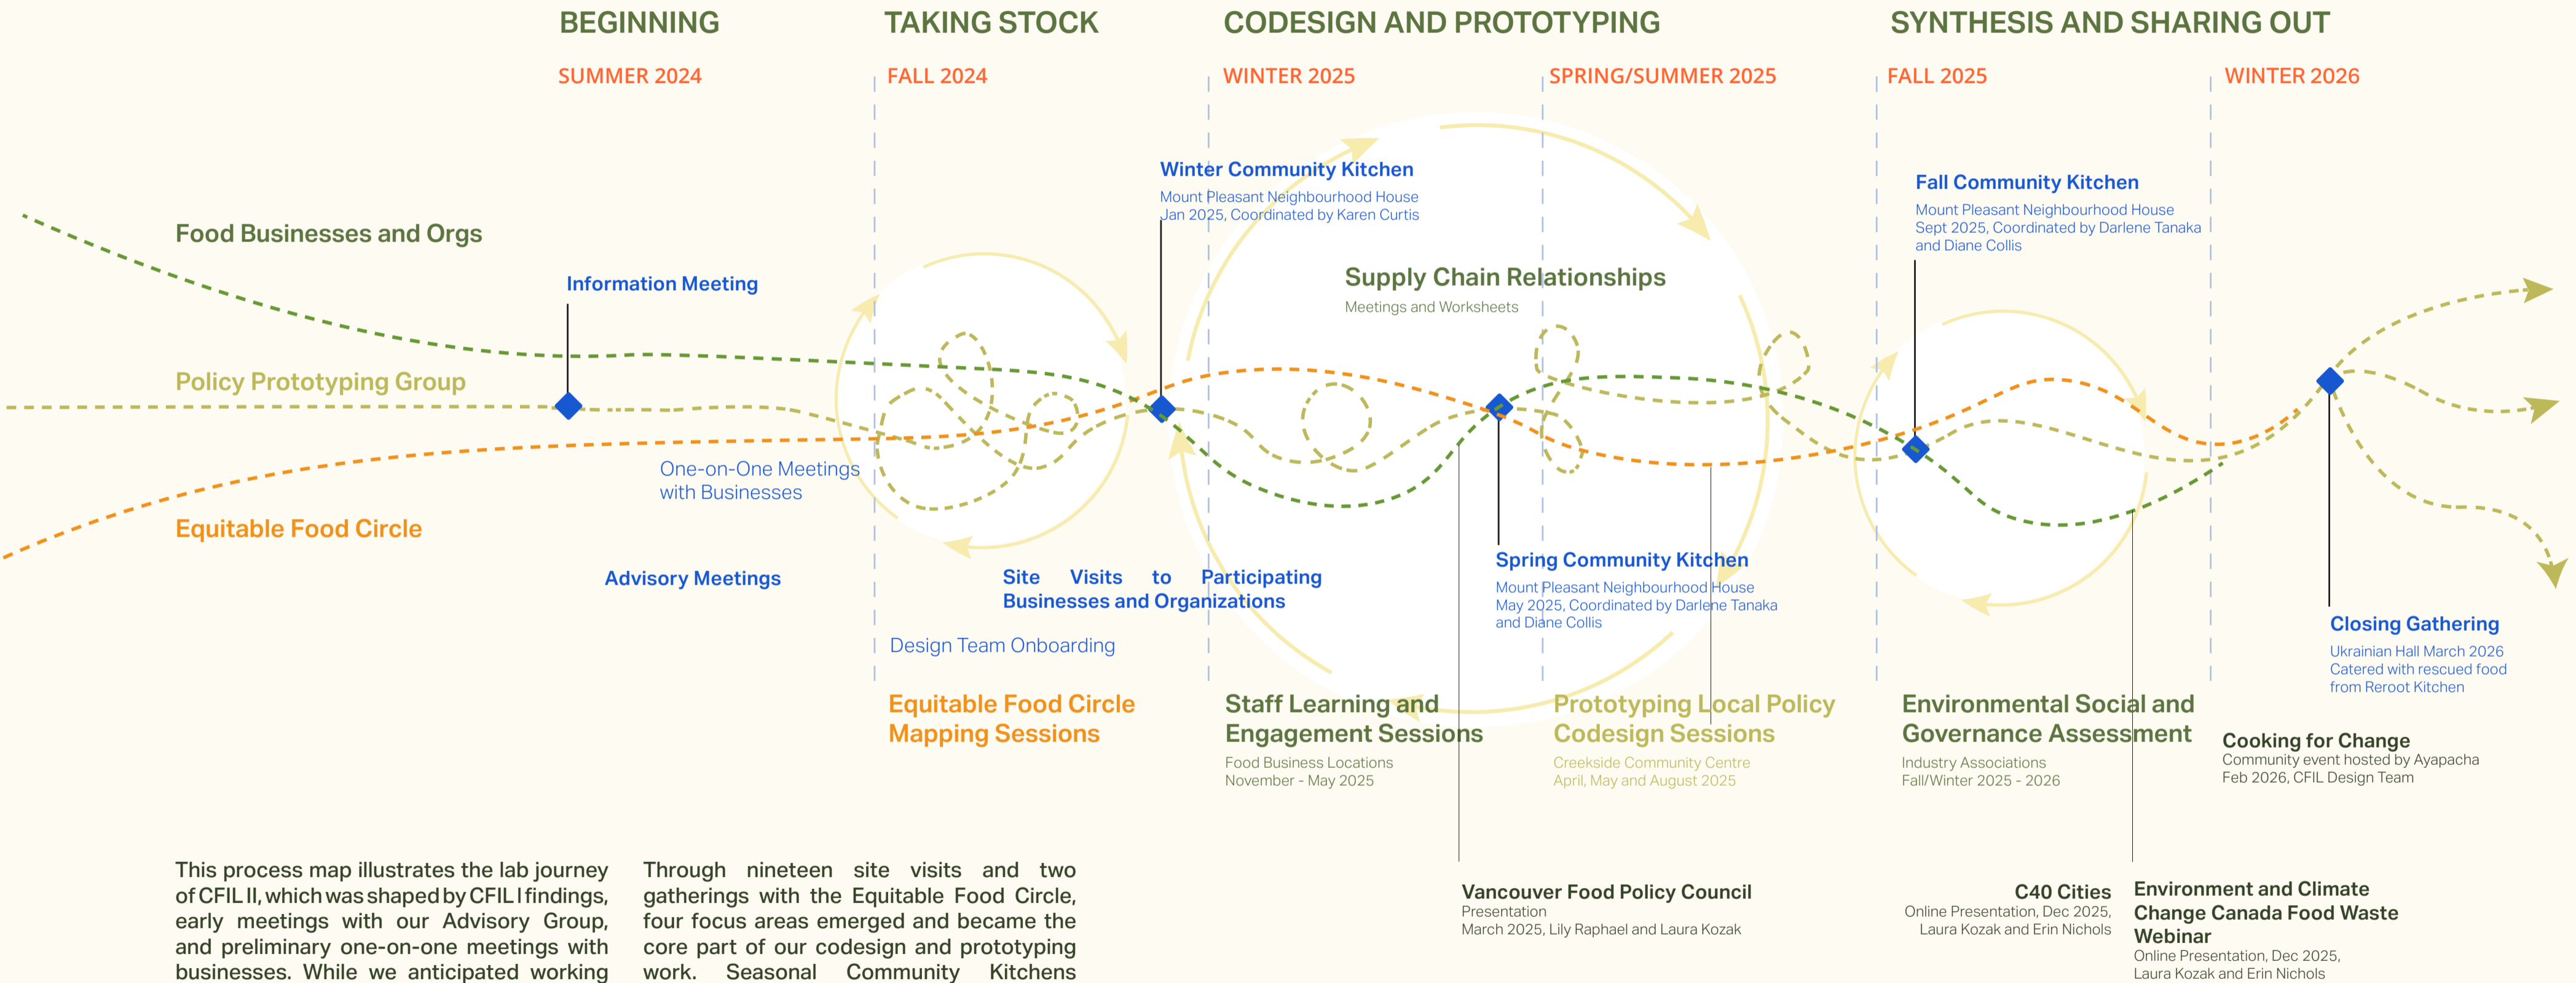 BEGINNING
TAKING STOCK
CODESIGN AND PROTOTYPING
SYNTHESIS AND SHARING OUT
SUMMER 2024
FALL 2024
WINTER 2025
SPRING/SUMMER 2025
FALL 2025
WINTER 2026
Food Businesses and Orgs
Policy Prototyping Group
Equitable Food Circle
Information Meeting
One-on-One Meetings
with Businesses
Advisory Meetings
Winter Community Kitchen
Mount Pleasant Neighbourhood House
Jan 2025, Coordinated by Karen Curtis
Site Visits to Participating
Businesses and Organizations
Design Team Onboarding
Equitable Food Circle
Mapping Sessions
Supply Chain Relationships
Meetings and Worksheets
Spring Community Kitchen
Mount Pleasant Neighbourhood House
May 2025, Coordinated by Darlene Tanaka
and Diane Collis
Staff Learning and
Engagement Sessions
Food Business Locations
November - May 2025
Prototyping Local Policy
Codesign Sessions
Creekside Community Centre
April, May and August 2025
Fall Community Kitchen
Mount Pleasant Neighbourhood House
Sept 2025, Coordinated by Darlene Tanaka
and Diane Collis
Environmental Social and
Governance Assessment
Industry Associations
Fall/Winter 2025 - 2026
Closing Gathering
Ukrainian Hall March 2026
Catered with rescued food
from Reroot Kitchen
Cooking for Change
Community event hosted by Ayapacha
Feb 2026, CFIL Design Team
This process map illustrates the lab journey
of CFIL II, which was shaped by CFIL I findings,
early meetings with our Advisory Group,
and preliminary one-on-one meetings with
businesses. While we anticipated working
Through nineteen site visits and two
gatherings with the Equitable Food Circle,
four focus areas emerged and became the
core part of our codesign and prototyping
work. Seasonal Community Kitchens
Vancouver Food Policy Council
Presentation
March 2025, Lily Raphael and Laura Kozak
C40 Cities
Online Presentation, Dec 2025,
Laura Kozak and Erin Nichols
Environment and Climate
Change Canada Food Waste
Webinar
Online Presentation, Dec 2025,
Laura Kozak and Erin Nichols